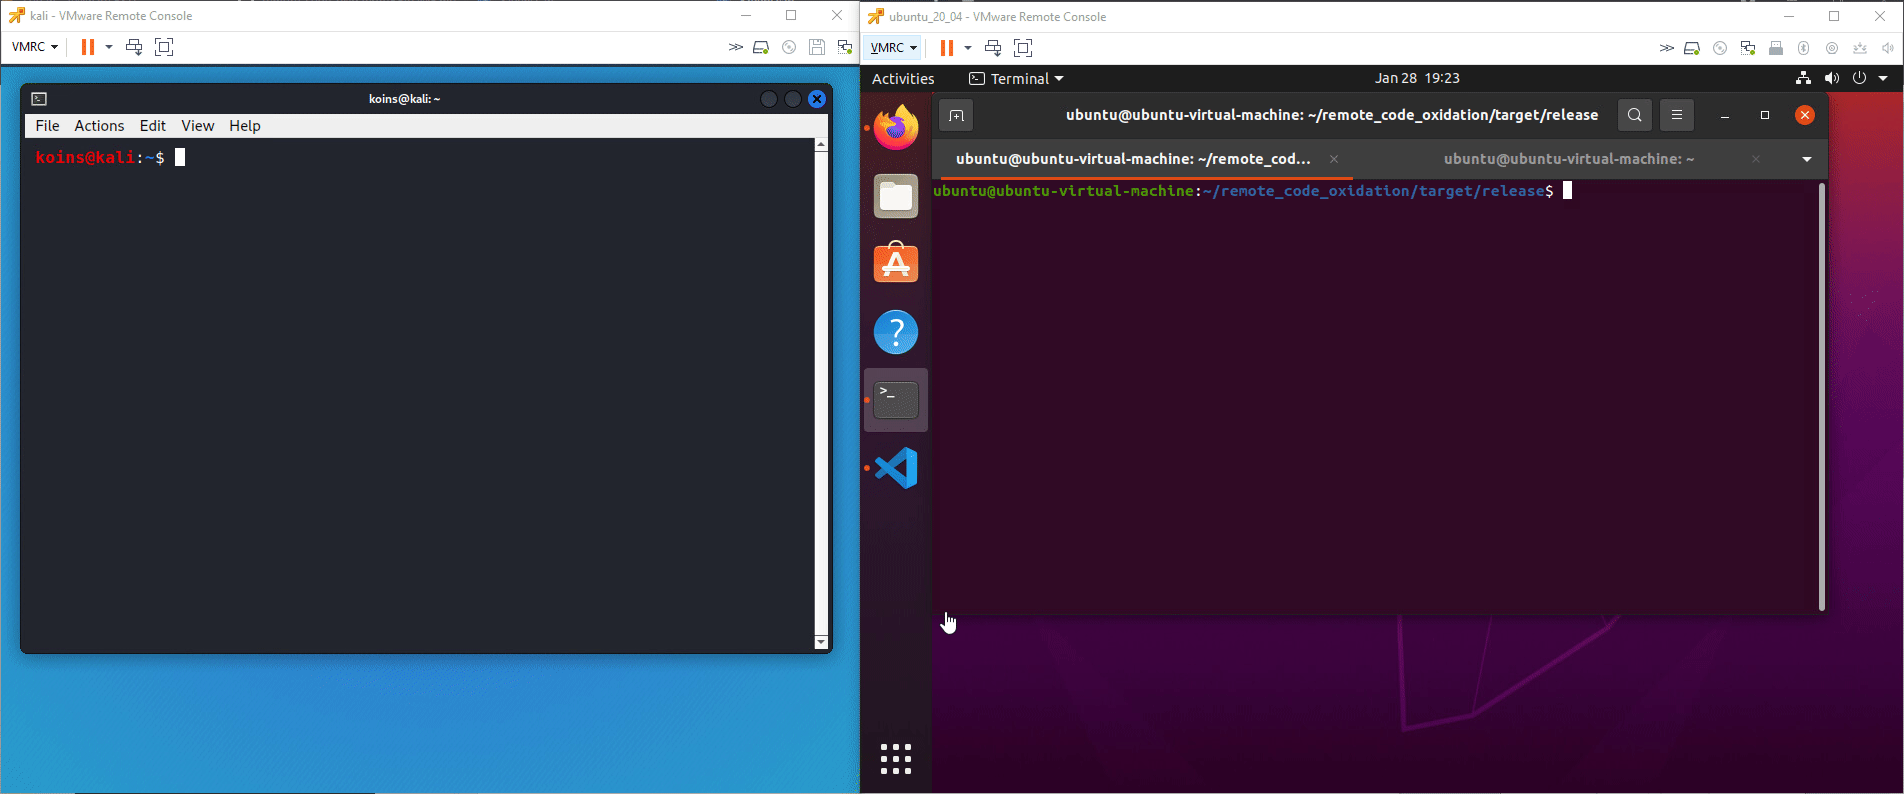 kali - VMware Remote Console
VMRC
koins@kali: ~
File Actions Edit View Help
koins@kali:~$
ubuntu_20_04 - VMware Remote Console
VMRC
Activities
Terminal
Jan 28 19:23
ubuntu@ubuntu-virtual-machine: ~/remote_code_oxidation/target/release
ubuntu@ubuntu-virtual-machine: ~/remote_cod...
ubuntu@ubuntu-virtual-machine: ~
ubuntu@ubuntu-virtual-machine:~/remote_code_oxidation/target/release$